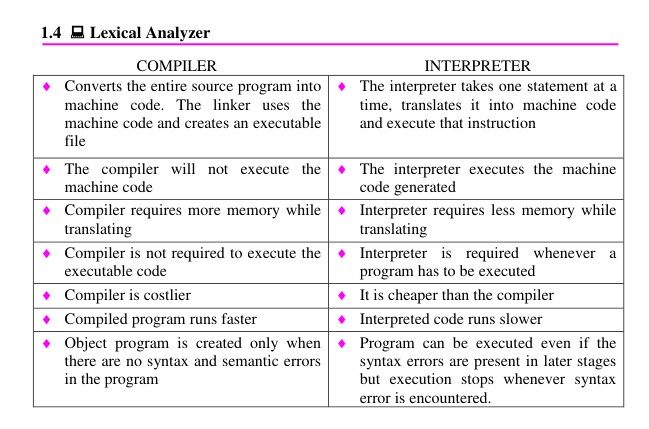 1.4 Lexical Analyzer
COMPILER
INTERPRETER
Converts the entire source program into
machine code. The linker uses the
machine code and creates an executable
file
The interpreter takes one statement at a
time, translates it into machine code
and execute that instruction
The compiler will not execute the
machine code
The interpreter executes the machine
code generated
Compiler requires more memory while
translating
Interpreter requires less memory while
translating
Compiler is not required to execute the
executable code
Interpreter is required whenever a
program has to be executed
Compiler is costlier
It is cheaper than the compiler
Compiled program runs faster
Interpreted code runs slower
Object program is created only when
there are no syntax and semantic errors
in the program
Program can be executed even if the
syntax errors are present in later stages
but execution stops whenever syntax
error is encountered.